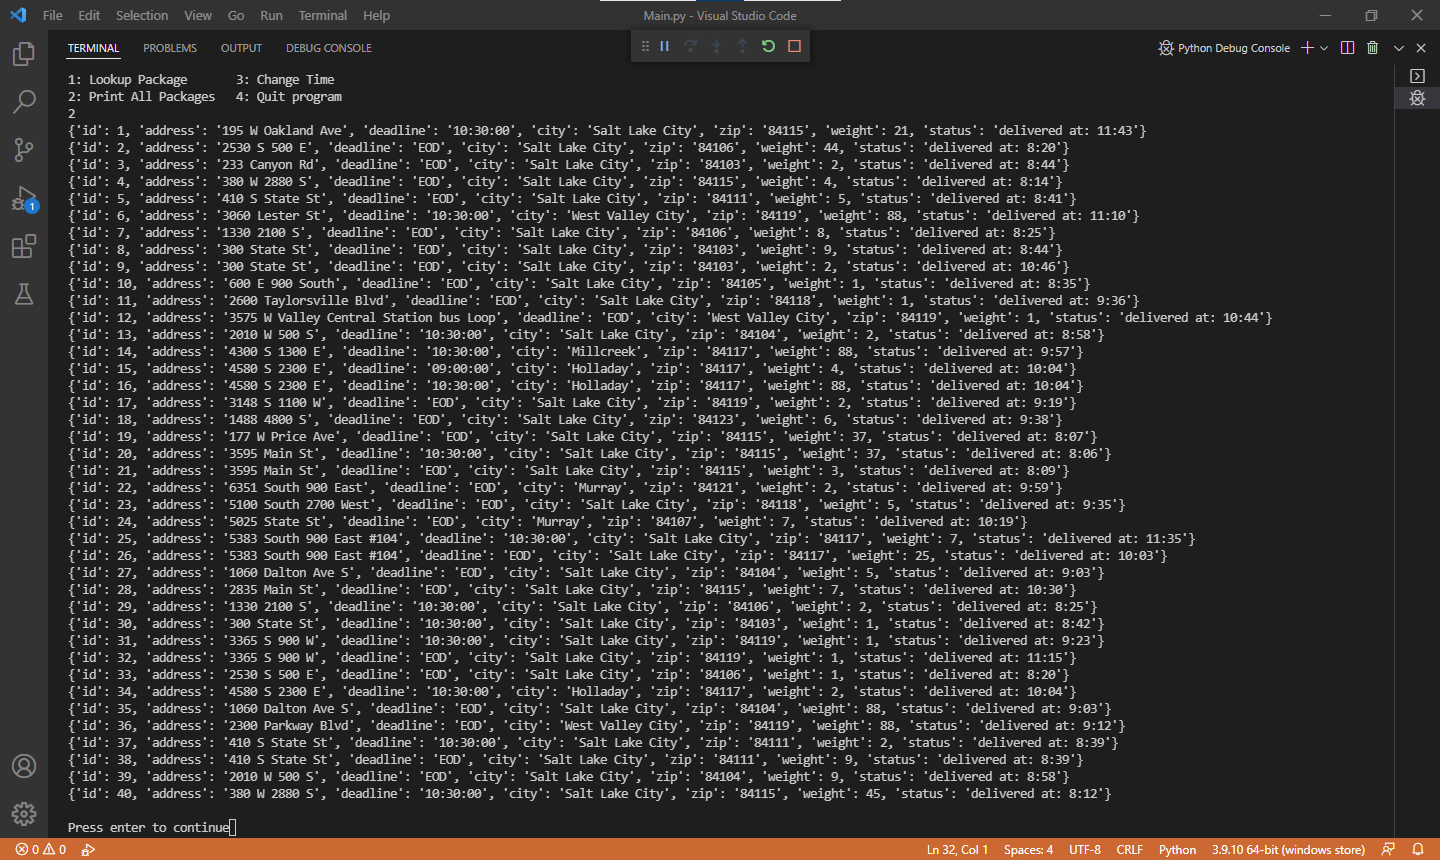 File Edit Selection View Go Run Terminal Help Main.py - Visual Studio Code
TERMINAL PROBLEMS OUTPUT DEBUG CONSOLE Python Debug Console
1: Lookup Package 3: Change Time
2: Print All Packages 4: Quit program
2
{'id': 1, 'address': '195 W Oakland Ave', 'deadline': '10:30:00', 'city': 'Salt Lake City', 'zip': '84115', 'weight': 21, 'status': 'delivered at: 11:43'}
{'id': 2, 'address': '2530 S 500 E', 'deadline': 'EOD', 'city': 'Salt Lake City', 'zip': '84106', 'weight': 44, 'status': 'delivered at: 8:20'}
{'id': 3, 'address': '233 Canyon Rd', 'deadline': 'EOD', 'city': 'Salt Lake City', 'zip': '84103', 'weight': 2, 'status': 'delivered at: 8:44'}
{'id': 4, 'address': '380 W 2880 S', 'deadline': 'EOD', 'city': 'Salt Lake City', 'zip': '84115', 'weight': 4, 'status': 'delivered at: 8:14'}
{'id': 5, 'address': '410 S State St', 'deadline': 'EOD', 'city': 'Salt Lake City', 'zip': '84111', 'weight': 5, 'status': 'delivered at: 8:41'}
{'id': 6, 'address': '3060 Lester St', 'deadline': '10:30:00', 'city': 'West Valley City', 'zip': '84119', 'weight': 88, 'status': 'delivered at: 11:10'}
{'id': 7, 'address': '1330 2100 S', 'deadline': 'EOD', 'city': 'Salt Lake City', 'zip': '84106', 'weight': 8, 'status': 'delivered at: 8:25'}
{'id': 8, 'address': '300 State St', 'deadline': 'EOD', 'city': 'Salt Lake City', 'zip': '84103', 'weight': 9, 'status': 'delivered at: 8:44'}
{'id': 9, 'address': '300 State St', 'deadline': 'EOD', 'city': 'Salt Lake City', 'zip': '84103', 'weight': 2, 'status': 'delivered at: 10:46'}
{'id': 10, 'address': '600 E 900 South', 'deadline': 'EOD', 'city': 'Salt Lake City', 'zip': '84105', 'weight': 1, 'status': 'delivered at: 8:35'}
{'id': 11, 'address': '2600 Taylorsville Blvd', 'deadline': 'EOD', 'city': 'Salt Lake City', 'zip': '84118', 'weight': 1, 'status': 'delivered at: 9:36'}
{'id': 12, 'address': '3575 W Valley Central Station bus Loop', 'deadline': 'EOD', 'city': 'West Valley City', 'zip': '84119', 'weight': 1, 'status': 'delivered at: 10:44'}
{'id': 13, 'address': '2010 W 500 S', 'deadline': '10:30:00', 'city': 'Salt Lake City', 'zip': '84104', 'weight': 2, 'status': 'delivered at: 8:58'}
{'id': 14, 'address': '4300 S 1300 E', 'deadline': '10:30:00', 'city': 'Millcreek', 'zip': '84117', 'weight': 88, 'status': 'delivered at: 9:57'}
{'id': 15, 'address': '4580 S 2300 E', 'deadline': '09:00:00', 'city': 'Holladay', 'zip': '84117', 'weight': 4, 'status': 'delivered at: 10:04'}
{'id': 16, 'address': '4580 S 2300 E', 'deadline': '10:30:00', 'city': 'Holladay', 'zip': '84117', 'weight': 88, 'status': 'delivered at: 10:04'}
{'id': 17, 'address': '3148 S 1100 W', 'deadline': 'EOD', 'city': 'Salt Lake City', 'zip': '84119', 'weight': 2, 'status': 'delivered at: 9:19'}
{'id': 18, 'address': '1488 4800 S', 'deadline': 'EOD', 'city': 'Salt Lake City', 'zip': '84123', 'weight': 6, 'status': 'delivered at: 9:38'}
{'id': 19, 'address': '177 W Price Ave', 'deadline': 'EOD', 'city': 'Salt Lake City', 'zip': '84115', 'weight': 37, 'status': 'delivered at: 8:07'}
{'id': 20, 'address': '3595 Main St', 'deadline': '10:30:00', 'city': 'Salt Lake City', 'zip': '84115', 'weight': 37, 'status': 'delivered at: 8:06'}
{'id': 21, 'address': '3595 Main St', 'deadline': 'EOD', 'city': 'Salt Lake City', 'zip': '84115', 'weight': 3, 'status': 'delivered at: 8:09'}
{'id': 22, 'address': '6351 South 900 East', 'deadline': 'EOD', 'city': 'Murray', 'zip': '84121', 'weight': 2, 'status': 'delivered at: 9:59'}
{'id': 23, 'address': '5100 South 2700 West', 'deadline': 'EOD', 'city': 'Salt Lake City', 'zip': '84118', 'weight': 5, 'status': 'delivered at: 9:35'}
{'id': 24, 'address': '5025 State St', 'deadline': 'EOD', 'city': 'Murray', 'zip': '84107', 'weight': 7, 'status': 'delivered at: 10:19'}
{'id': 25, 'address': '5383 South 900 East #104', 'deadline': '10:30:00', 'city': 'Salt Lake City', 'zip': '84117', 'weight': 7, 'status': 'delivered at: 11:35'}
{'id': 26, 'address': '5383 South 900 East #104', 'deadline': 'EOD', 'city': 'Salt Lake City', 'zip': '84117', 'weight': 25, 'status': 'delivered at: 10:03'}
{'id': 27, 'address': '1060 Dalton Ave S', 'deadline': 'EOD', 'city': 'Salt Lake City', 'zip': '84104', 'weight': 5, 'status': 'delivered at: 9:03'}
{'id': 28, 'address': '2835 Main St', 'deadline': 'EOD', 'city': 'Salt Lake City', 'zip': '84115', 'weight': 7, 'status': 'delivered at: 10:30'}
{'id': 29, 'address': '1330 2100 S', 'deadline': '10:30:00', 'city': 'Salt Lake City', 'zip': '84106', 'weight': 2, 'status': 'delivered at: 8:25'}
{'id': 30, 'address': '300 State St', 'deadline': '10:30:00', 'city': 'Salt Lake City', 'zip': '84103', 'weight': 1, 'status': 'delivered at: 8:42'}
{'id': 31, 'address': '3365 S 900 W', 'deadline': '10:30:00', 'city': 'Salt Lake City', 'zip': '84119', 'weight': 1, 'status': 'delivered at: 9:23'}
{'id': 32, 'address': '3365 S 900 W', 'deadline': 'EOD', 'city': 'Salt Lake City', 'zip': '84119', 'weight': 1, 'status': 'delivered at: 11:15'}
{'id': 33, 'address': '2530 S 500 E', 'deadline': 'EOD', 'city': 'Salt Lake City', 'zip': '84106', 'weight': 1, 'status': 'delivered at: 8:20'}
{'id': 34, 'address': '4580 S 2300 E', 'deadline': '10:30:00', 'city': 'Holladay', 'zip': '84117', 'weight': 2, 'status': 'delivered at: 10:04'}
{'id': 35, 'address': '1060 Dalton Ave S', 'deadline': 'EOD', 'city': 'Salt Lake City', 'zip': '84104', 'weight': 88, 'status': 'delivered at: 9:03'}
{'id': 36, 'address': '2300 Parkway Blvd', 'deadline': 'EOD', 'city': 'West Valley City', 'zip': '84119', 'weight': 88, 'status': 'delivered at: 9:12'}
{'id': 37, 'address': '410 S State St', 'deadline': '10:30:00', 'city': 'Salt Lake City', 'zip': '84111', 'weight': 2, 'status': 'delivered at: 8:39'}
{'id': 38, 'address': '410 S State St', 'deadline': 'EOD', 'city': 'Salt Lake City', 'zip': '84111', 'weight': 9, 'status': 'delivered at: 8:39'}
{'id': 39, 'address': '2010 W 500 S', 'deadline': 'EOD', 'city': 'Salt Lake City', 'zip': '84104', 'weight': 9, 'status': 'delivered at: 8:58'}
{'id': 40, 'address': '380 W 2880 S', 'deadline': '10:30:00', 'city': 'Salt Lake City', 'zip': '84115', 'weight': 45, 'status': 'delivered at: 8:12'}
Press enter to continue
1
0 0 Ln 32, Col 1 Spaces: 4 UTF-8 CRLF Python 3.9.10 64-bit (windows store)